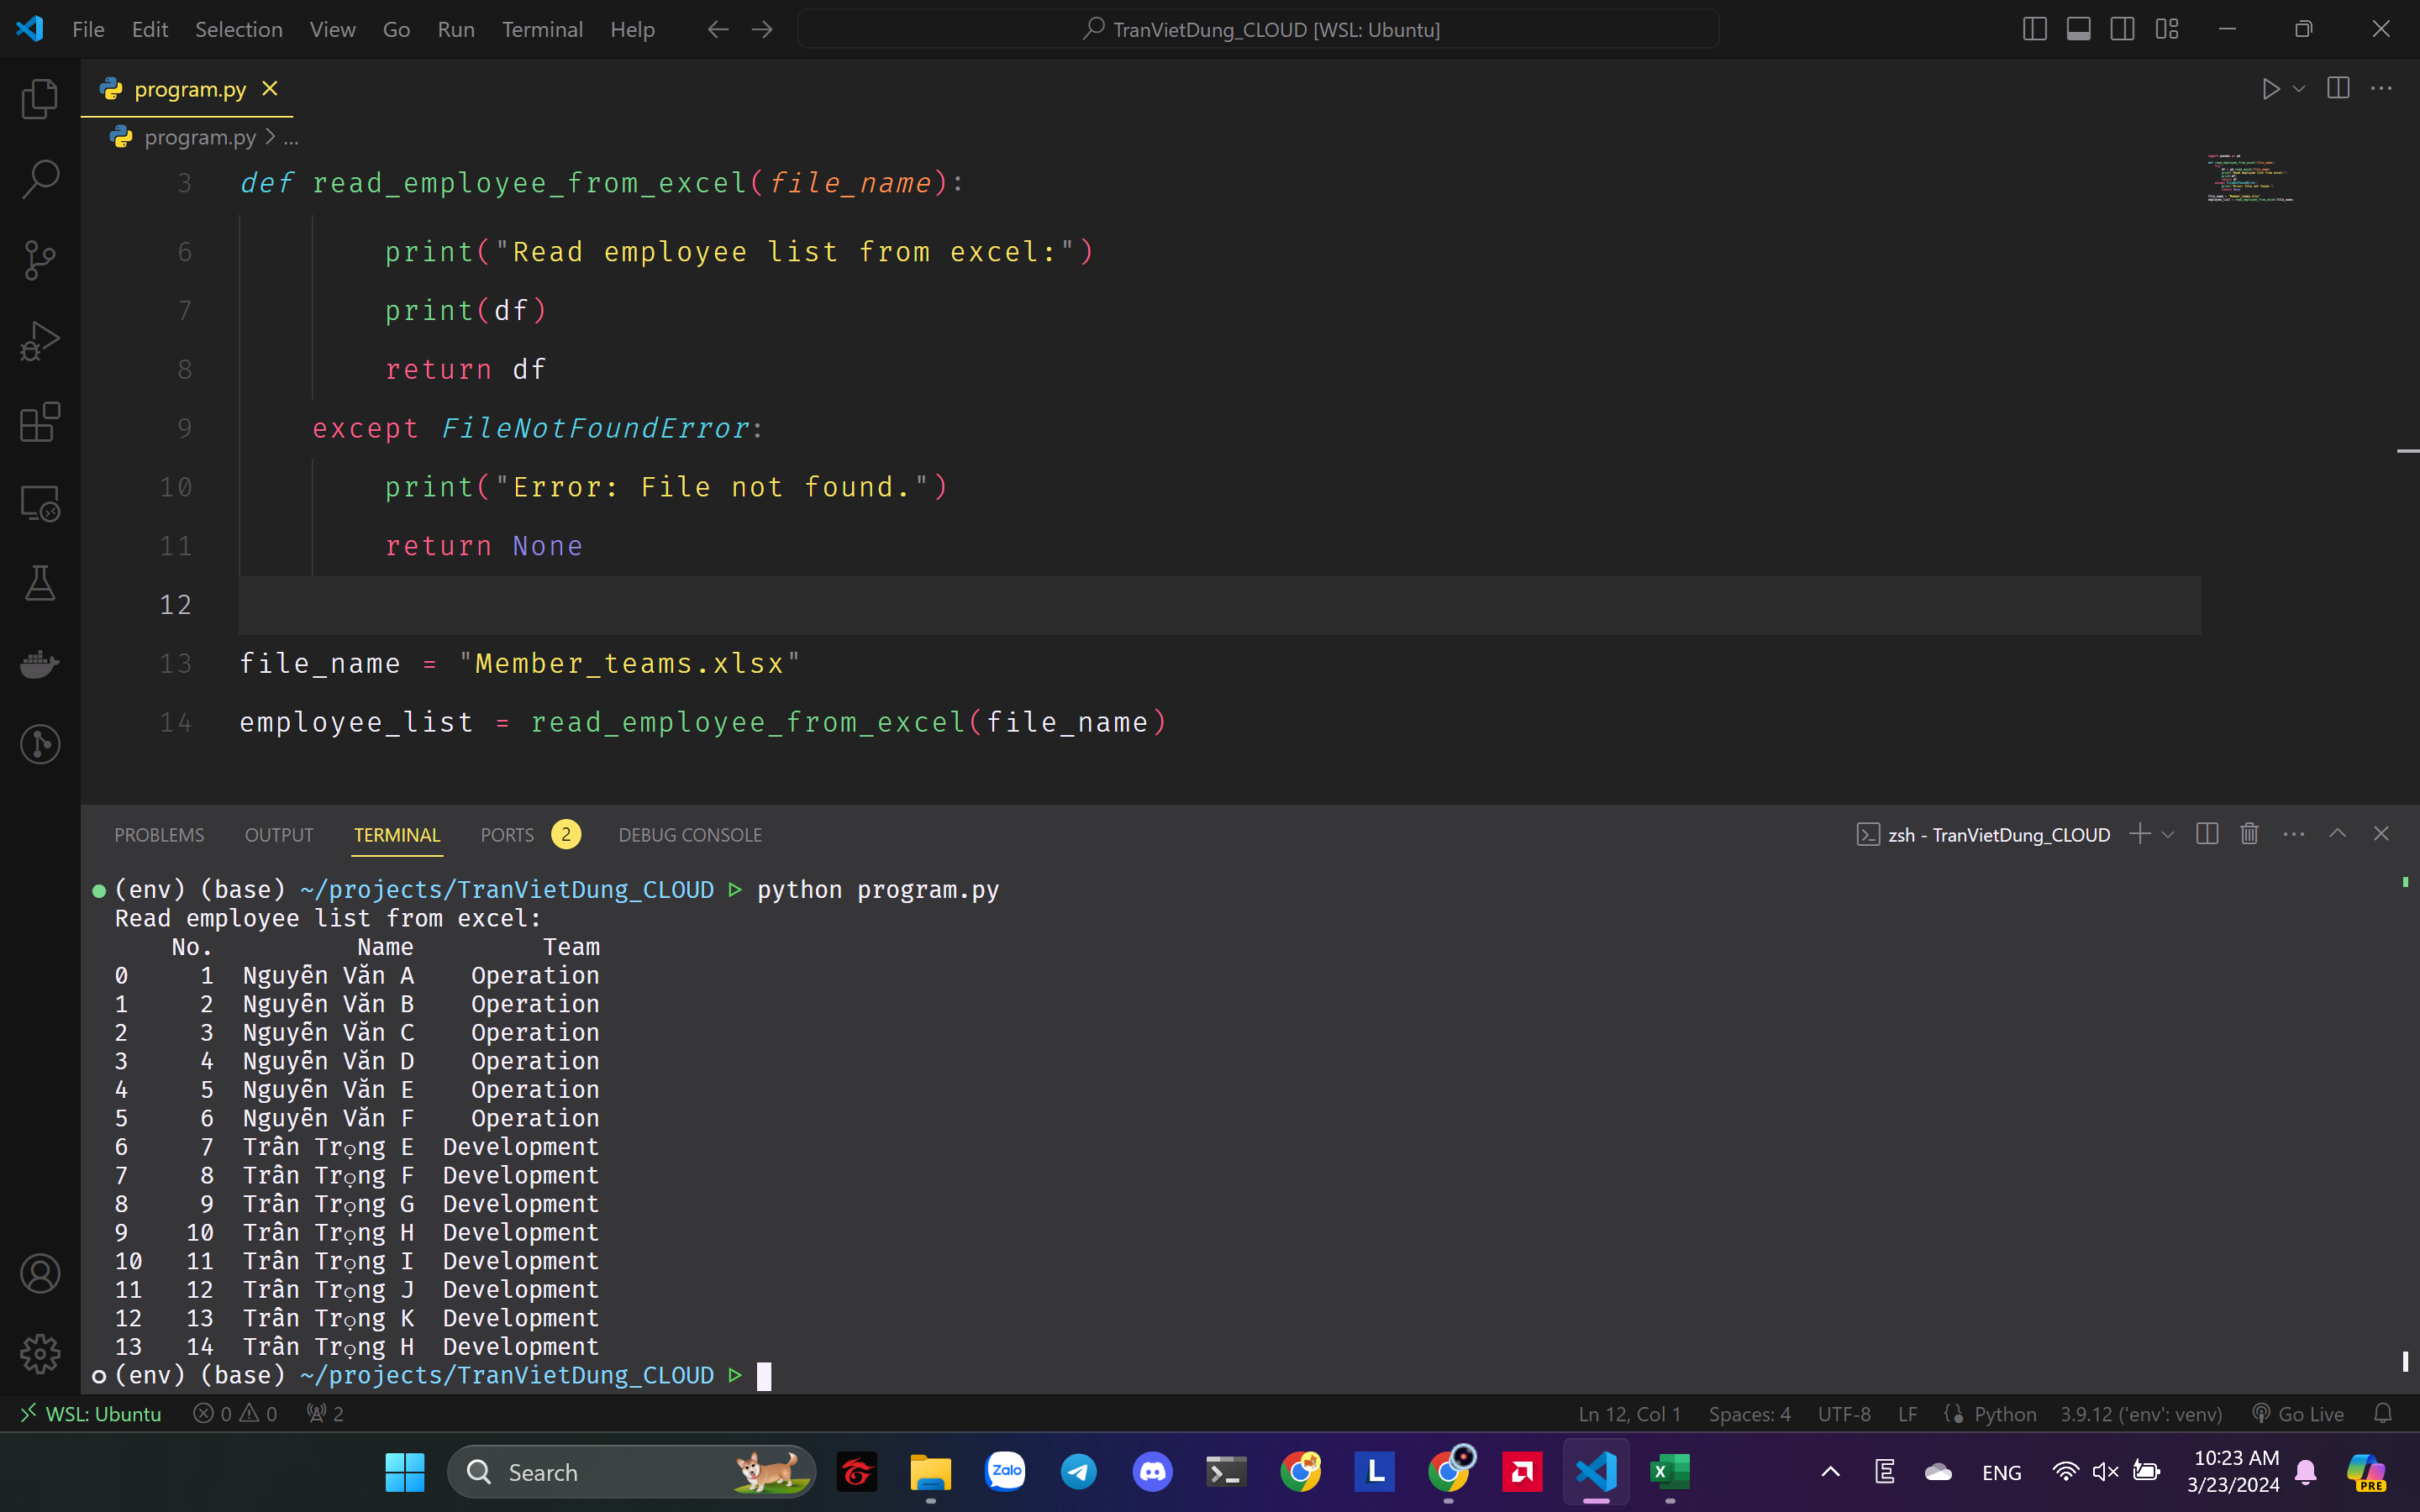 File Edit Selection View Go Run Terminal Help TranVietDung_CLOUD [WSL: Ubuntu]
program.py
program.py > ...
3 def read_employee_from_excel(file_name):
6 print("Read employee list from excel:")
7 print(df)
8 return df
9 except FileNotFoundError:
10 print("Error: File not found.")
11 return None
12
13 file_name = "Member_teams.xlsx"
14 employee_list = read_employee_from_excel(file_name)
PROBLEMS OUTPUT TERMINAL PORTS 2 DEBUG CONSOLE zsh - TranVietDung_CLOUD
(env) (base) ~/projects/TranVietDung_CLOUD ▷ python program.py
Read employee list from excel:
No. Name Team
0 1 Nguyễn Văn A Operation
1 2 Nguyễn Văn B Operation
2 3 Nguyễn Văn C Operation
3 4 Nguyễn Văn D Operation
4 5 Nguyễn Văn E Operation
5 6 Nguyễn Văn F Operation
6 7 Trần Trọng E Development
7 8 Trần Trọng F Development
8 9 Trần Trọng G Development
9 10 Trần Trọng H Development
10 11 Trần Trọng I Development
11 12 Trần Trọng J Development
12 13 Trần Trọng K Development
13 14 Trần Trọng H Development
(env) (base) ~/projects/TranVietDung_CLOUD ▷
WSL: Ubuntu 0 0 2 Ln 12, Col 1 Spaces: 4 UTF-8 LF Python 3.9.12 ('env': venv) Go Live
Search Zalo L E ENG 10:23 AM
3/23/2024 PRE